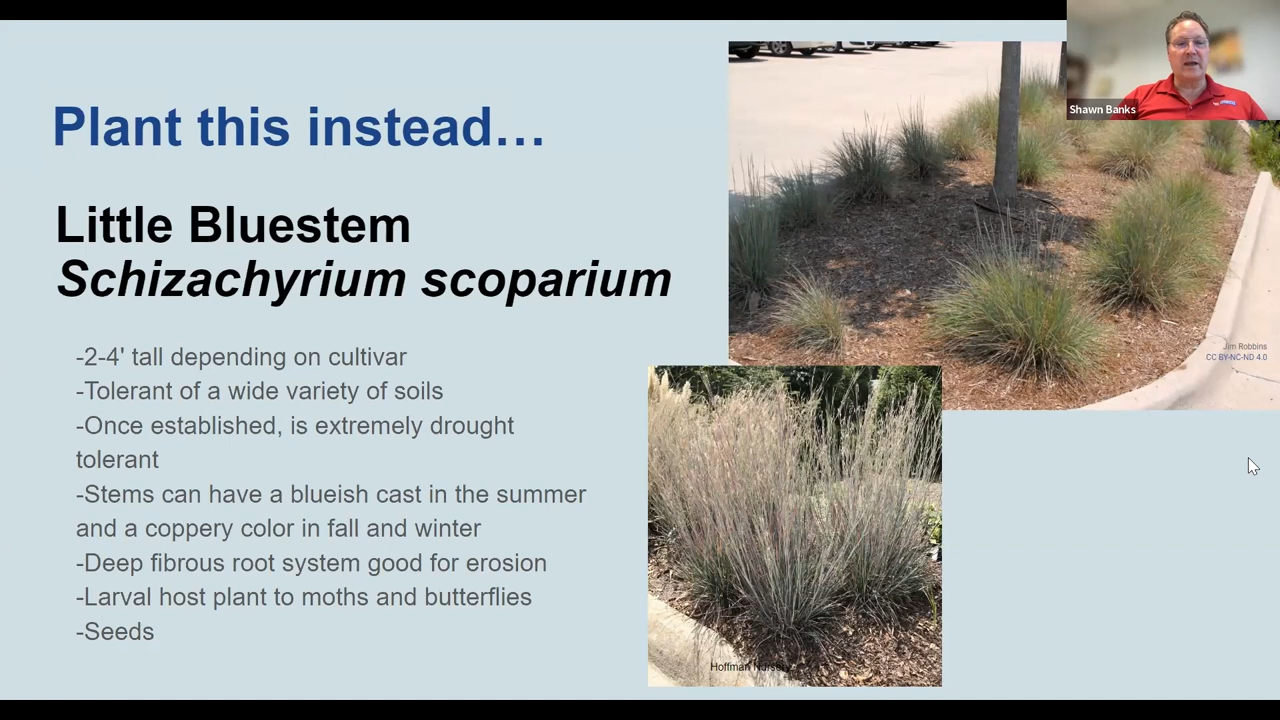 Plant this instead…
Little Bluestem
Schizachyrium scoparium
-2-4' tall depending on cultivar
-Tolerant of a wide variety of soils
-Once established, is extremely drought
tolerant
-Stems can have a blueish cast in the summer
and a coppery color in fall and winter
-Deep fibrous root system good for erosion
-Larval host plant to moths and butterflies
-Seeds
Shawn Banks
Jim Robbins
CC BY-NC-ND 4.0
Hoffman Nursery